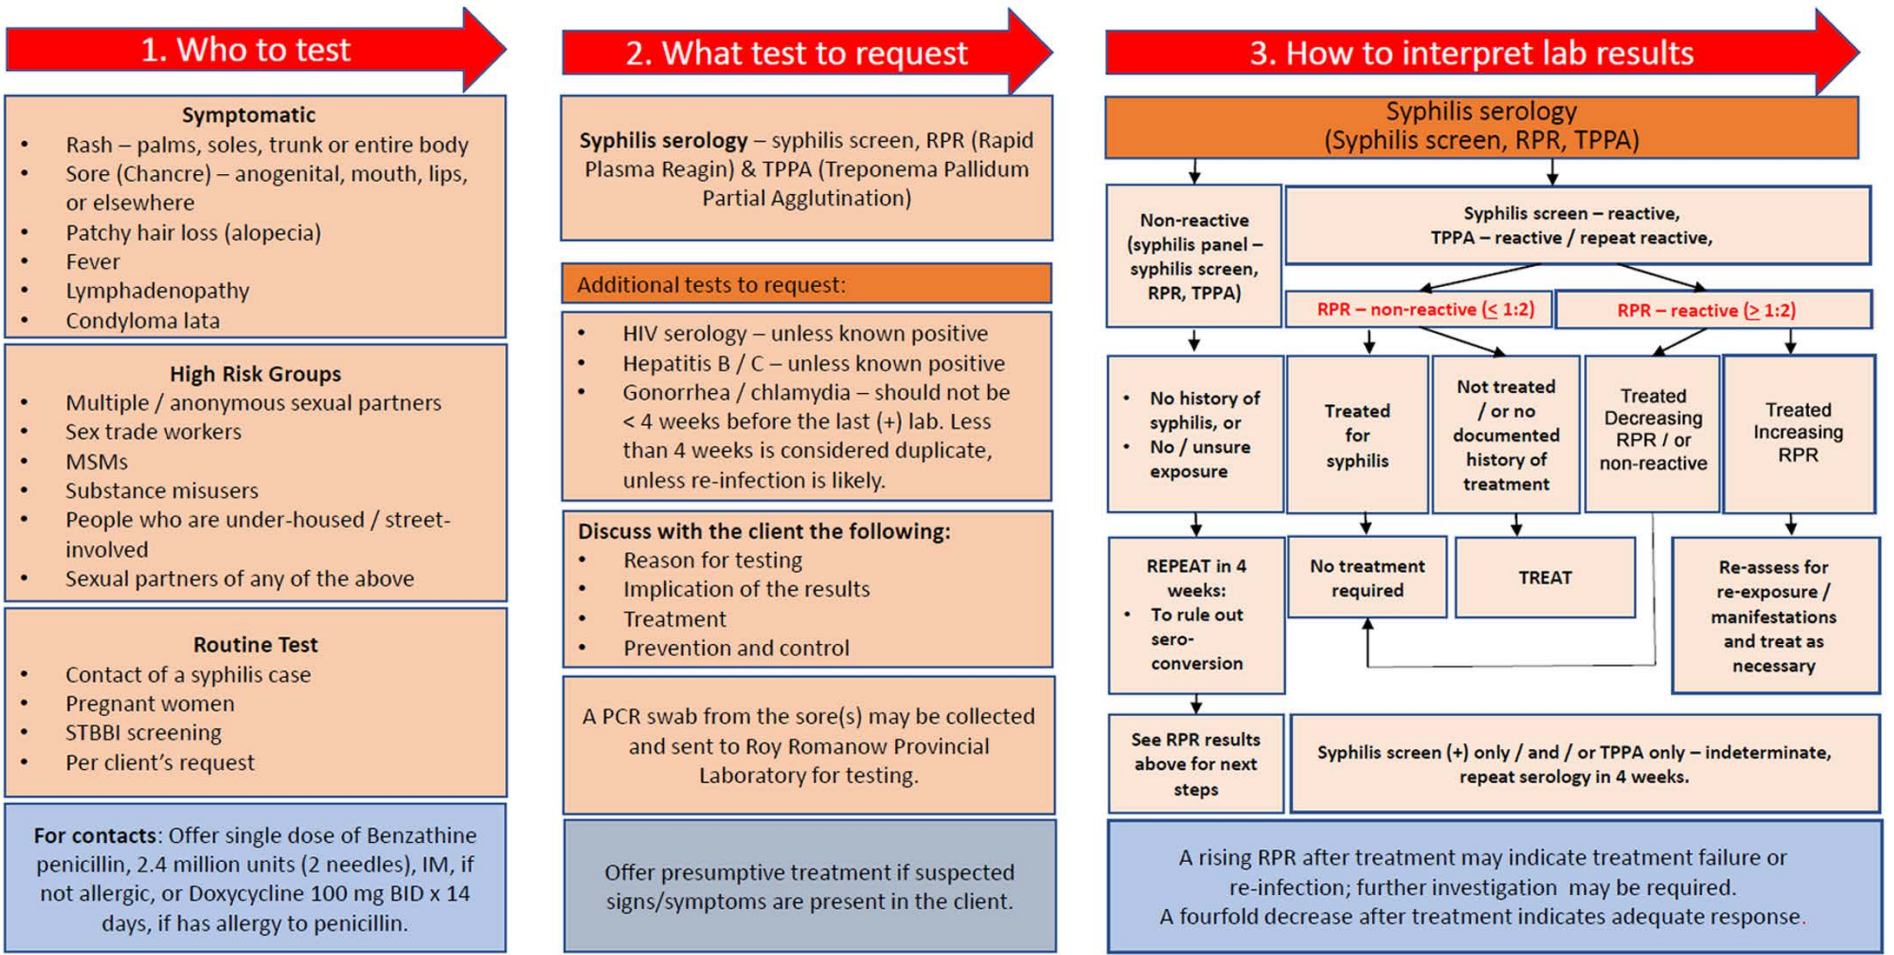 1. Who to test
Symptomatic
• Rash – palms, soles, trunk or entire body
• Sore (Chancre) – anogenital, mouth, lips,
or elsewhere
• Patchy hair loss (alopecia)
• Fever
• Lymphadenopathy
• Condyloma lata
High Risk Groups
• Multiple / anonymous sexual partners
• Sex trade workers
• MSMs
• Substance misusers
• People who are under-housed / street-
involved
• Sexual partners of any of the above
Routine Test
• Contact of a syphilis case
• Pregnant women
• STBBI screening
• Per client's request
For contacts: Offer single dose of Benzathine
penicillin, 2.4 million units (2 needles), IM, if
not allergic, or Doxycycline 100 mg BID x 14
days, if has allergy to penicillin.
2. What test to request
Syphilis serology – syphilis screen, RPR (Rapid
Plasma Reagin) & TPPA (Treponema Pallidum
Partial Agglutination)
Additional tests to request:
• HIV serology – unless known positive
• Hepatitis B / C – unless known positive
• Gonorrhea / chlamydia – should not be
< 4 weeks before the last (+) lab. Less
than 4 weeks is considered duplicate,
unless re-infection is likely.
Discuss with the client the following:
• Reason for testing
• Implication of the results
• Treatment
• Prevention and control
A PCR swab from the sore(s) may be collected
and sent to Roy Romanow Provincial
Laboratory for testing.
Offer presumptive treatment if suspected
signs/symptoms are present in the client.
3. How to interpret lab results
Syphilis serology
(Syphilis screen, RPR, TPPA)
Non-reactive
(syphilis panel –
syphilis screen,
RPR, TPPA)
Syphilis screen – reactive,
TPPA – reactive / repeat reactive,
RPR – non-reactive (≤ 1:2)
RPR – reactive (≥ 1:2)
• No history of
syphilis, or
• No / unsure
exposure
Treated
for
syphilis
Not treated
/ or no
documented
history of
treatment
Treated
Decreasing
RPR / or
non-reactive
Treated
Increasing
RPR
REPEAT in 4
weeks:
• To rule out
sero-
conversion
No treatment
required
TREAT
Re-assess for
re-exposure /
manifestations
and treat as
necessary
See RPR results
above for next
steps
Syphilis screen (+) only / and / or TPPA only – indeterminate,
repeat serology in 4 weeks.
A rising RPR after treatment may indicate treatment failure or
re-infection; further investigation may be required.
A fourfold decrease after treatment indicates adequate response.